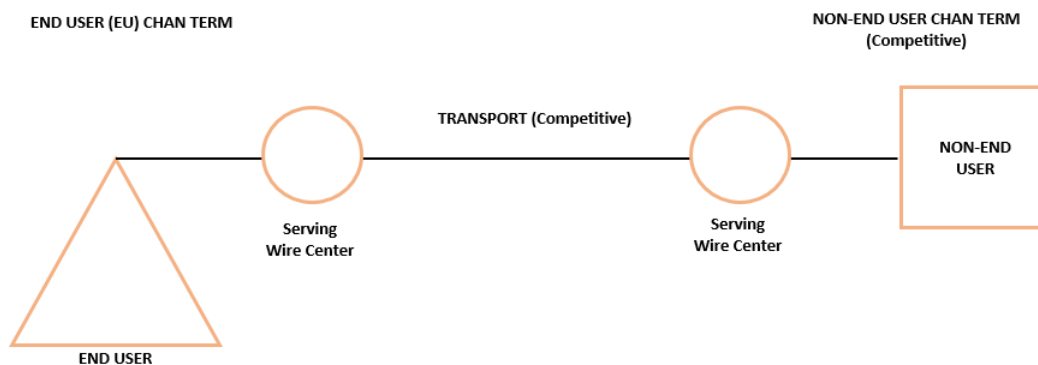 END USER (EU) CHAN TERM
NON-END USER CHAN TERM
(Competitive)
TRANSPORT (Competitive)
NON-END
USER
Serving
Wire Center
Serving
Wire Center
END USER